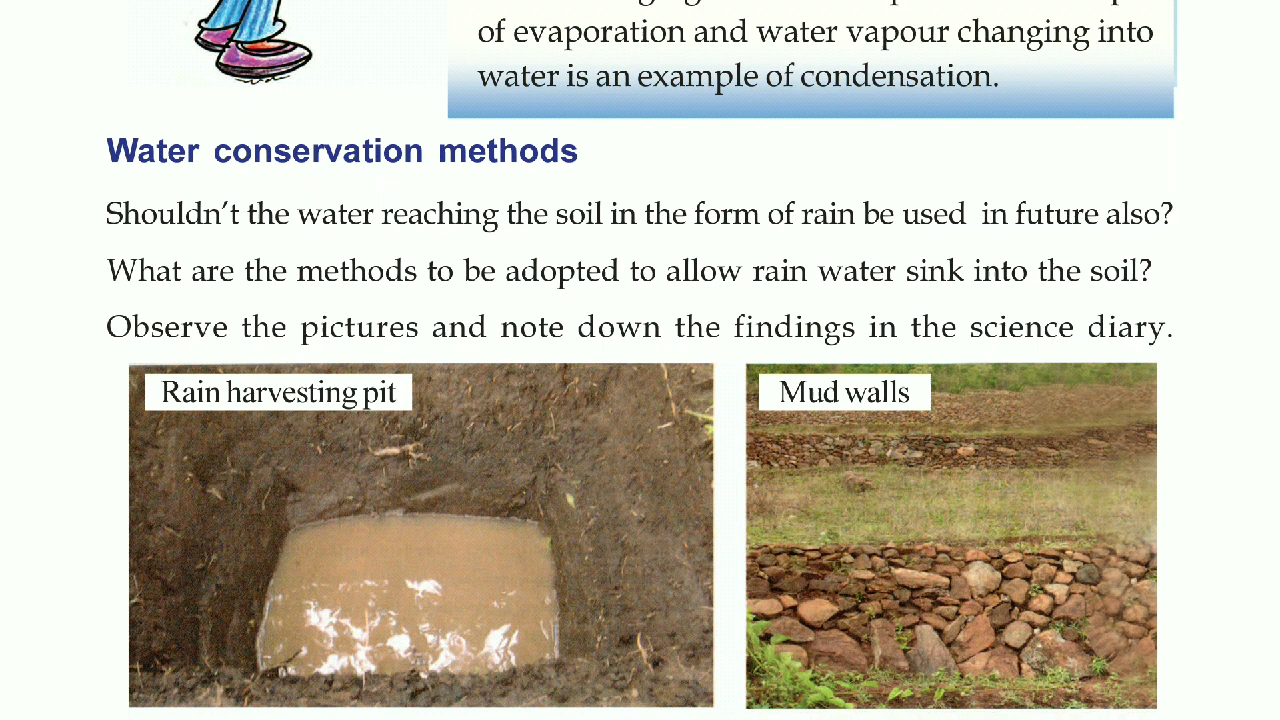 of evaporation and water vapour changing into
water is an example of condensation.
Water conservation methods
Shouldn't the water reaching the soil in the form of rain be used in future also?
What are the methods to be adopted to allow rain water sink into the soil?
Observe the pictures and note down the findings in the science diary.
Rain harvesting pit
Mud walls